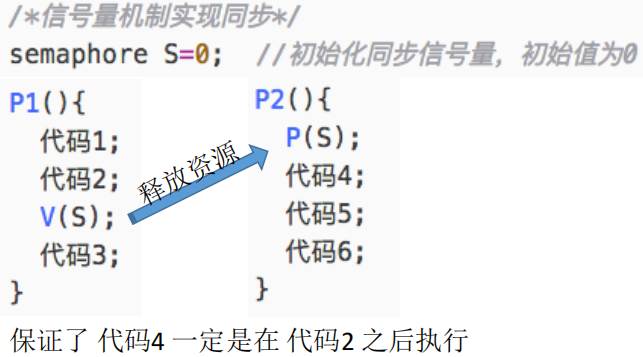 /*信号量机制实现同步*/
semaphore S=0;  //初始化同步信号量，初始值为0
P1(){
代码1;
代码2;
V(S);
代码3;
}
释放资源
P2(){
P(S);
代码4;
代码5;
代码6;
}
保证了 代码4 一定是在 代码2 之后执行